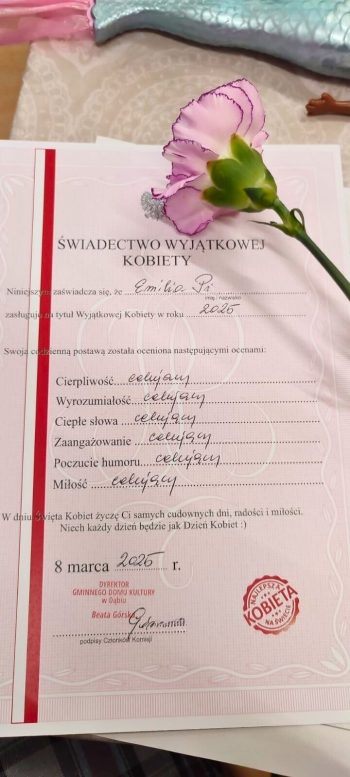 ŚWIADECTWO WYJĄTKOWEJ
KOBIETY
Niniejszym zaświadcza się, że Emilia
imię i nazwisko
zasługuje na tytuł Wyjątkowej Kobiety w roku 2025
Swoją codzienną postawą została oceniona następującymi ocenami:
Cierpliwość celujący
Wyrozumiałość celujący
Ciepłe słowa celujący
Zaangażowanie celujący
Poczucie humoru celujący
Miłość celujący
W dniu Święta Kobiet życzę Ci samych cudownych dni, radości i miłości.
Niech każdy dzień będzie jak Dzień Kobiet :)
8 marca 2025 r.
DYREKTOR
GMINNEGO DOMU KULTURY
w Dąbiu
Beata Górska
podpisy Członków Komisji
NAJLEPSZA
KOBIETA
NA ŚWIECIE